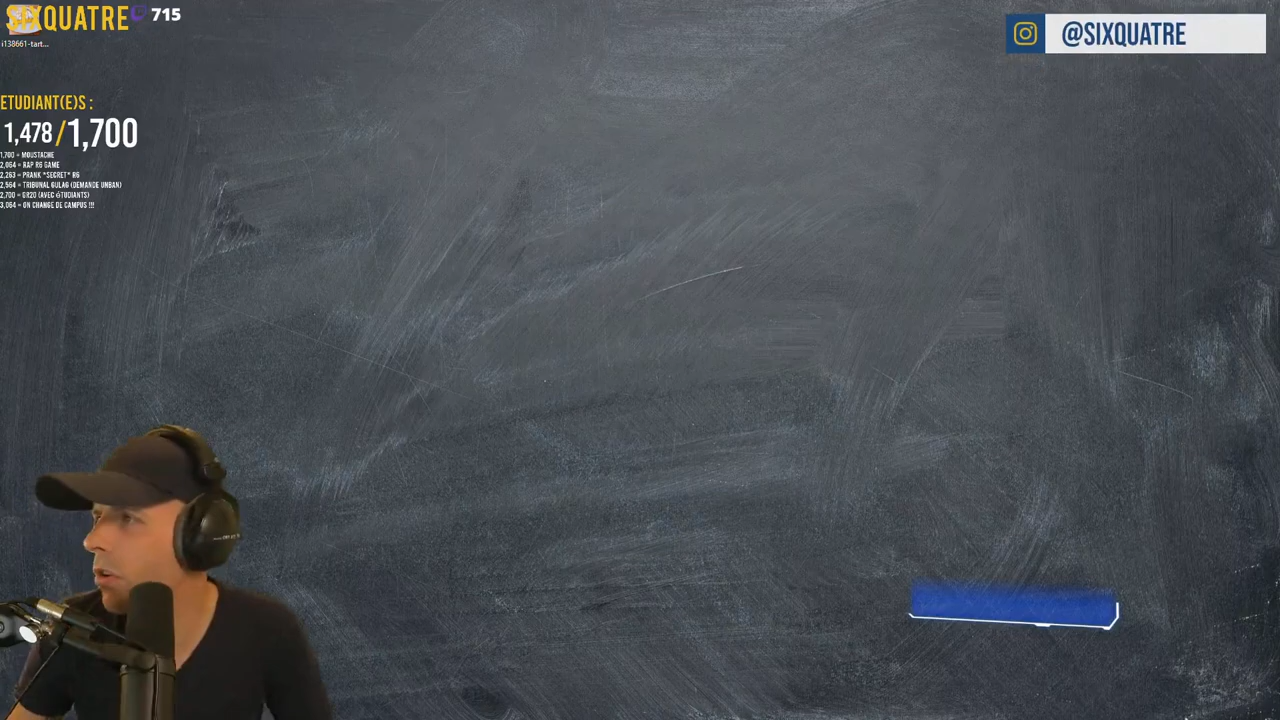 SIXQUATRE 715
i138661-tart...
@SIXQUATRE
ETUDIANT(E)S :
1,478 /1,700
1,700 = MOUSTACHE
2,064 = RAP R6 GAME
2,263 = PRANK *SECRET* R6
2,564 = TRIBUNAL GULAG (DEMANDE UNBAN)
2,700 = GR20 (AVEC ÉTUDIANTS)
3,064 = ON CHANGE DE CAMPUS !!!